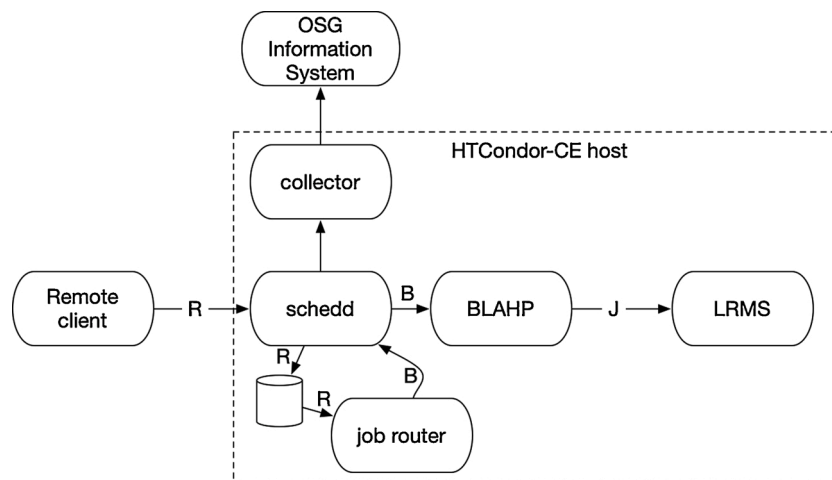 OSG
Information
System
HTCondor-CE host
collector
Remote
client
R
schedd
B
BLAHP
J
LRMS
R
R
B
job router